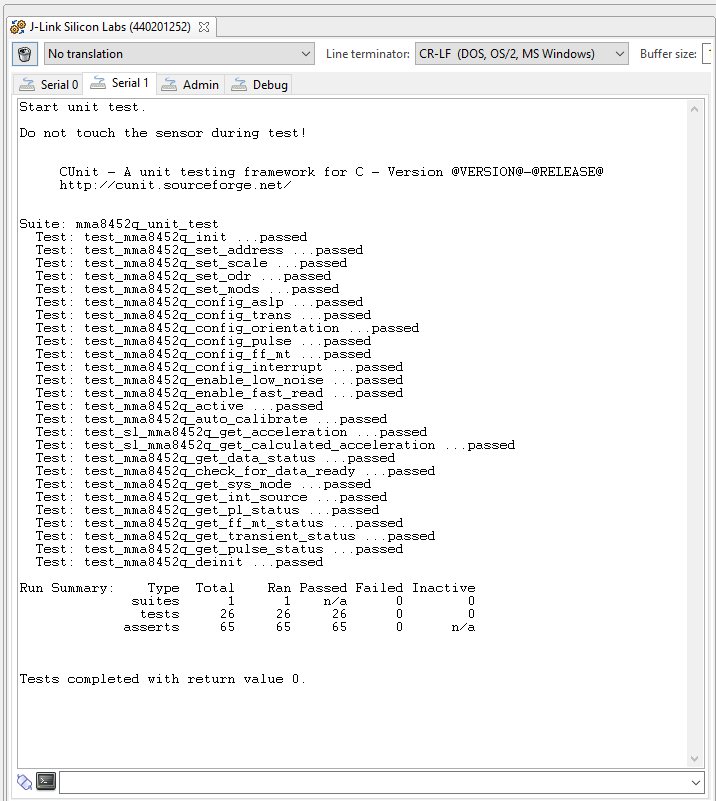 J-Link Silicon Labs (440201252)
No translation Line terminator: CR-LF (DOS, OS/2, MS Windows) Buffer size:
Serial 0 Serial 1 Admin Debug
Start unit test.
Do not touch the sensor during test!
CUnit - A unit testing framework for C - Version @VERSION@-@RELEASE@
http://cunit.sourceforge.net/
Suite: mma8452q_unit_test
Test: test_mma8452q_init ...passed
Test: test_mma8452q_set_address ...passed
Test: test_mma8452q_set_scale ...passed
Test: test_mma8452q_set_odr ...passed
Test: test_mma8452q_set_mods ...passed
Test: test_mma8452q_config_aslp ...passed
Test: test_mma8452q_config_trans ...passed
Test: test_mma8452q_config_orientation ...passed
Test: test_mma8452q_config_pulse ...passed
Test: test_mma8452q_config_ff_mt ...passed
Test: test_mma8452q_config_interrupt ...passed
Test: test_mma8452q_enable_low_noise ...passed
Test: test_mma8452q_enable_fast_read ...passed
Test: test_mma8452q_active ...passed
Test: test_mma8452q_auto_calibrate ...passed
Test: test_sl_mma8452q_get_acceleration ...passed
Test: test_sl_mma8452q_get_calculated_acceleration ...passed
Test: test_mma8452q_get_data_status ...passed
Test: test_mma8452q_check_for_data_ready ...passed
Test: test_mma8452q_get_sys_mode ...passed
Test: test_mma8452q_get_int_source ...passed
Test: test_mma8452q_get_pl_status ...passed
Test: test_mma8452q_get_ff_mt_status ...passed
Test: test_mma8452q_get_transient_status ...passed
Test: test_mma8452q_get_pulse_status ...passed
Test: test_mma8452q_deinit ...passed
Run Summary: Type Total Ran Passed Failed Inactive
suites 1 1 n/a 0 0
tests 26 26 26 0 0
asserts 65 65 65 0 n/a
Tests completed with return value 0.